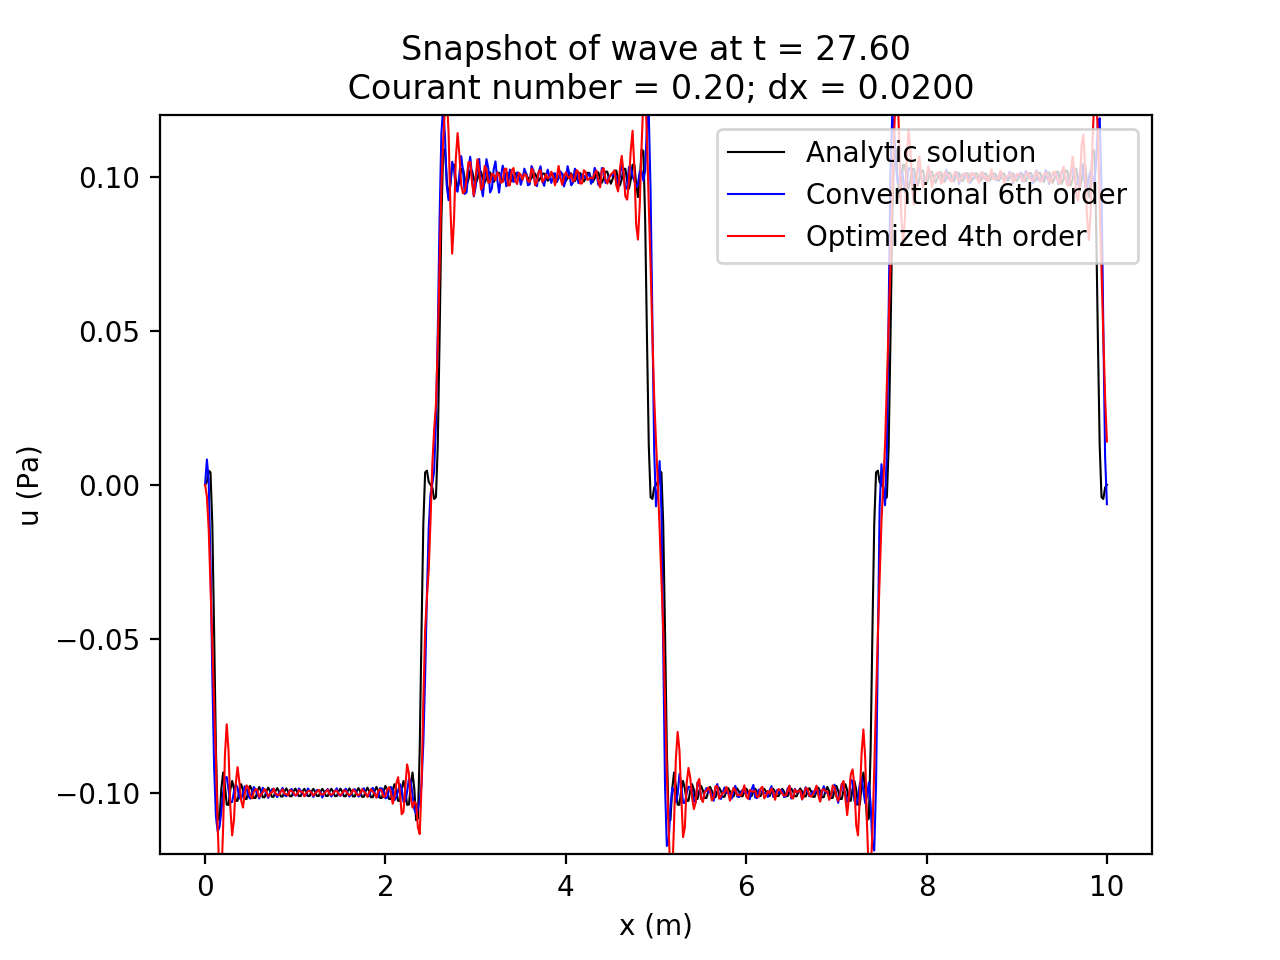 Snapshot of wave at t = 27.60
Courant number = 0.20; dx = 0.0200
Analytic solution
Conventional 6th order
Optimized 4th order
0.10
0.05
0.00
−0.05
−0.10
u (Pa)
0 2 4 6 8 10
x (m)